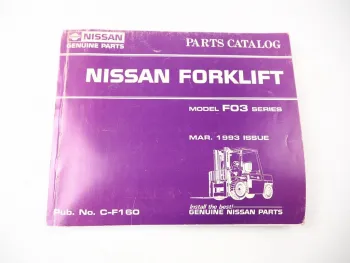 NISSAN
GENUINE PARTS
PARTS CATALOG
NISSAN FORKLIFT
MODEL F03 SERIES
MAR. 1993 ISSUE
Install the best!
GENUINE NISSAN PARTS
Pub. No. C-F160